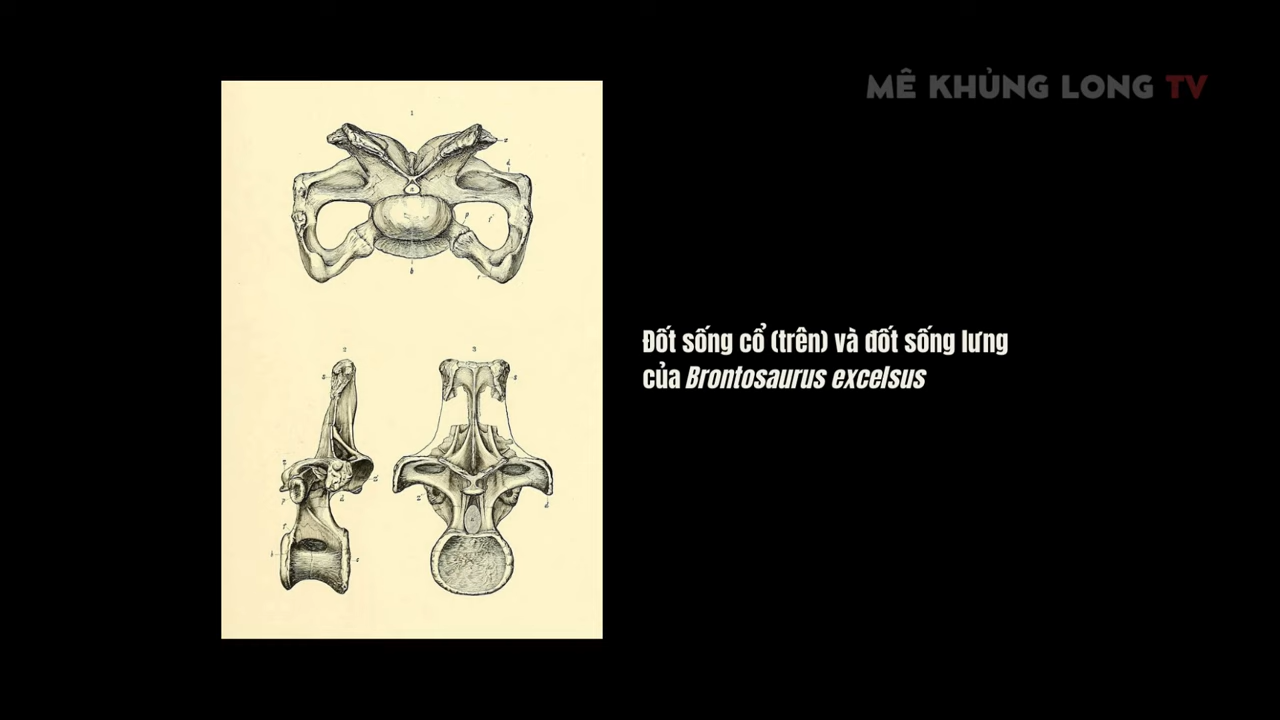 MÊ KHỦNG LONG TV
Đốt sống cổ (trên) và đốt sống lưng
của Brontosaurus excelsus